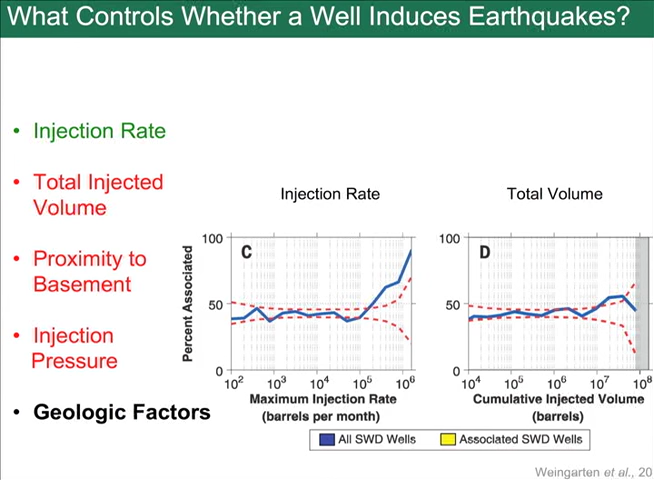 What Controls Whether a Well Induces Earthquakes?
• Injection Rate
• Total Injected
Volume
• Proximity to
Basement
• Injection
Pressure
• Geologic Factors
Injection Rate
Percent Associated
100
50
0
C
10²
10³
10⁴
10⁵
10⁶
Maximum Injection Rate
(barrels per month)
Total Volume
100
50
0
D
10⁴
10⁵
10⁶
10⁷
10⁸
Cumulative Injected Volume
(barrels)
All SWD Wells
Associated SWD Wells
Weingarten et al., 20